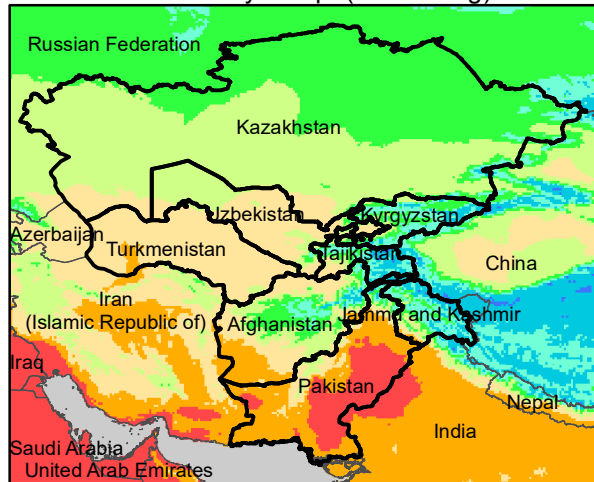 Russian Federation
Kazakhstan
Uzbekistan
Kyrgyzstan
Azerbaijan
Turkmenistan
Tajikistan
China
Iran
(Islamic Republic of)
Afghanistan
Jammu and Kashmir
Iraq
Pakistan
Nepal
India
Saudi Arabia
United Arab Emirates